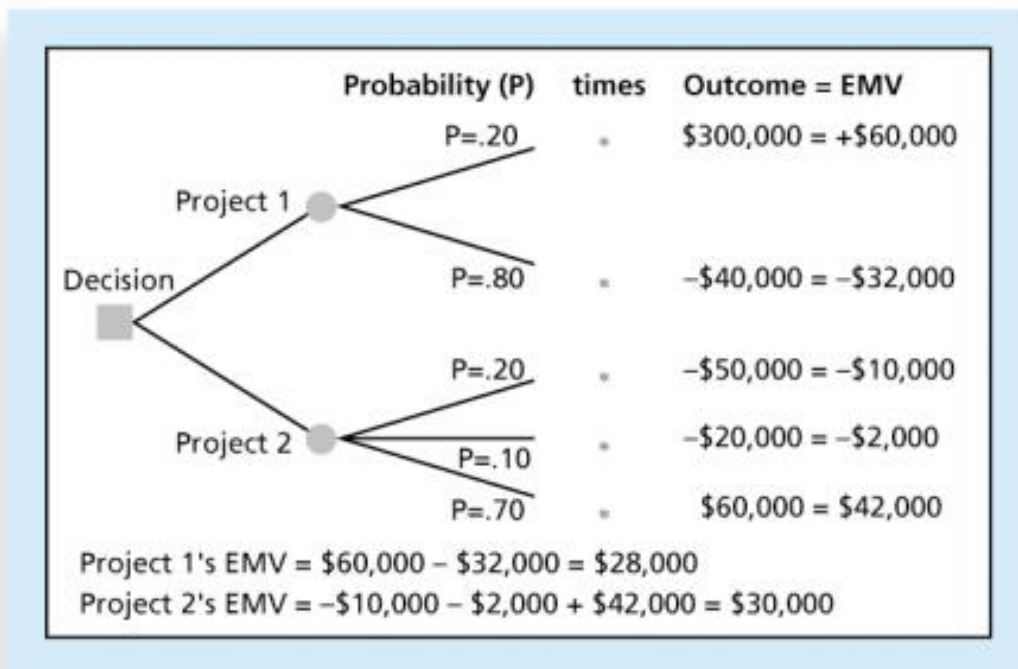 Probability (P) times Outcome = EMV
P=.20 * $300,000 = +$60,000
Project 1
P=.80 * –$40,000 = –$32,000
Decision
P=.20 * –$50,000 = –$10,000
Project 2
P=.10 * –$20,000 = –$2,000
P=.70 * $60,000 = $42,000
Project 1's EMV = $60,000 – $32,000 = $28,000
Project 2's EMV = –$10,000 – $2,000 + $42,000 = $30,000